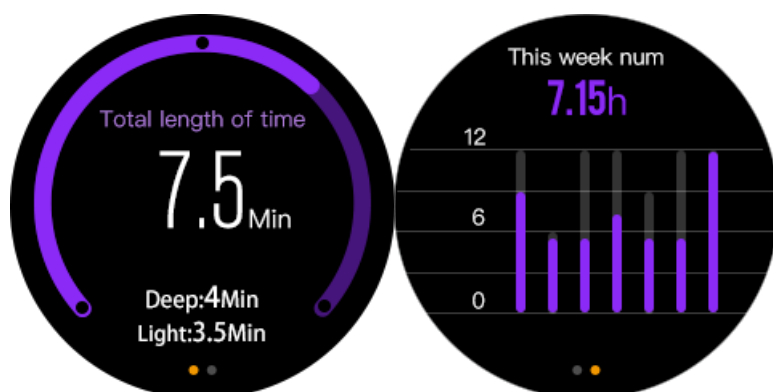 Total length of time
7.5Min
Deep:4Min
Light:3.5Min
This week num
7.15h
12
6
0